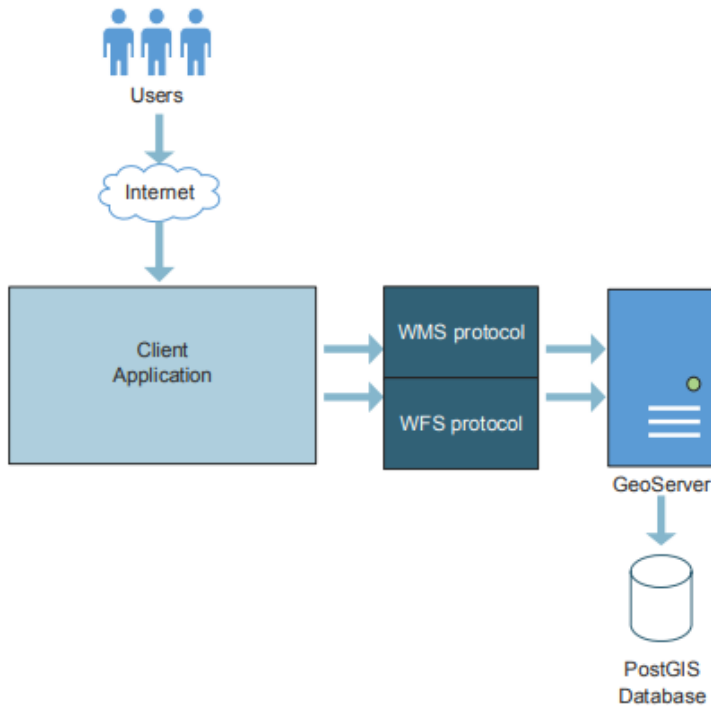 Users
Internet
Client
Application
WMS protocol
WFS protocol
GeoServer
PostGIS
Database